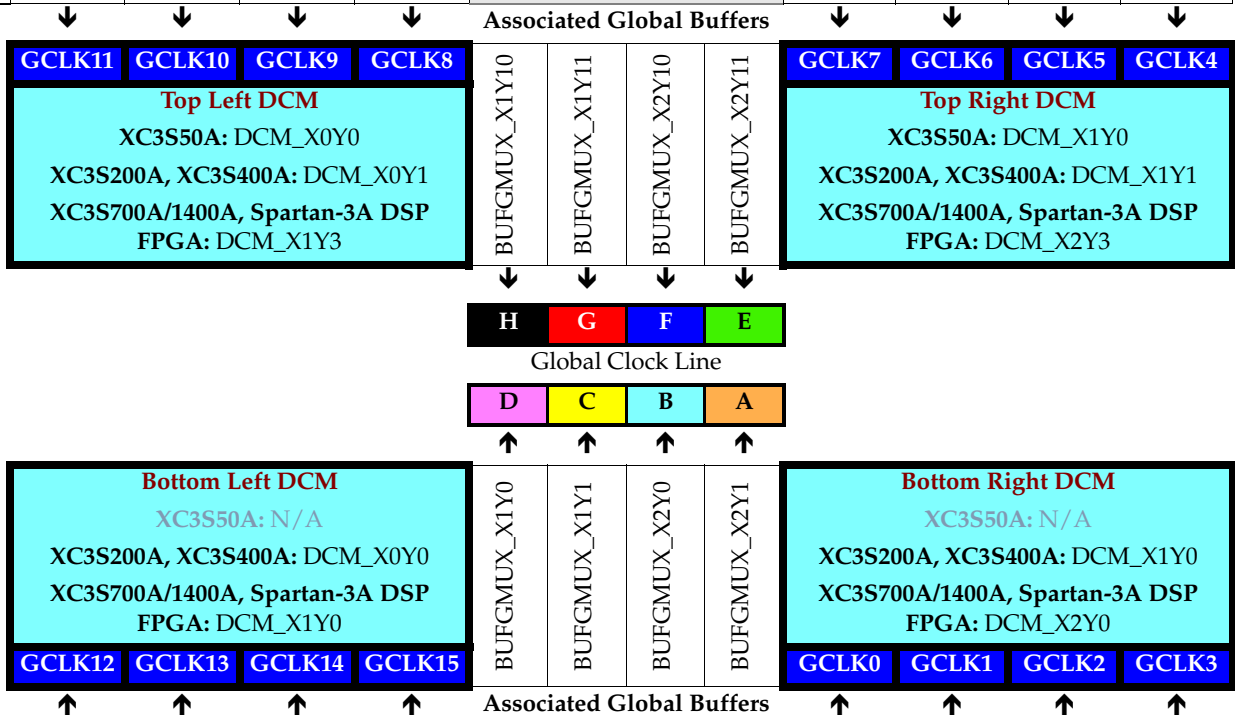 Associated Global Buffers
GCLK11 GCLK10 GCLK9 GCLK8
Top Left DCM
XC3S50A: DCM_X0Y0
XC3S200A, XC3S400A: DCM_X0Y1
XC3S700A/1400A, Spartan-3A DSP
FPGA: DCM_X1Y3
BUFGMUX_X1Y10
BUFGMUX_X1Y11
BUFGMUX_X2Y10
BUFGMUX_X2Y11
GCLK7 GCLK6 GCLK5 GCLK4
Top Right DCM
XC3S50A: DCM_X1Y0
XC3S200A, XC3S400A: DCM_X1Y1
XC3S700A/1400A, Spartan-3A DSP
FPGA: DCM_X2Y3
H G F E
Global Clock Line
D C B A
Bottom Left DCM
XC3S50A: N/A
XC3S200A, XC3S400A: DCM_X0Y0
XC3S700A/1400A, Spartan-3A DSP
FPGA: DCM_X1Y0
GCLK12 GCLK13 GCLK14 GCLK15
BUFGMUX_X1Y0
BUFGMUX_X1Y1
BUFGMUX_X2Y0
BUFGMUX_X2Y1
Bottom Right DCM
XC3S50A: N/A
XC3S200A, XC3S400A: DCM_X1Y0
XC3S700A/1400A, Spartan-3A DSP
FPGA: DCM_X2Y0
GCLK0 GCLK1 GCLK2 GCLK3
Associated Global Buffers